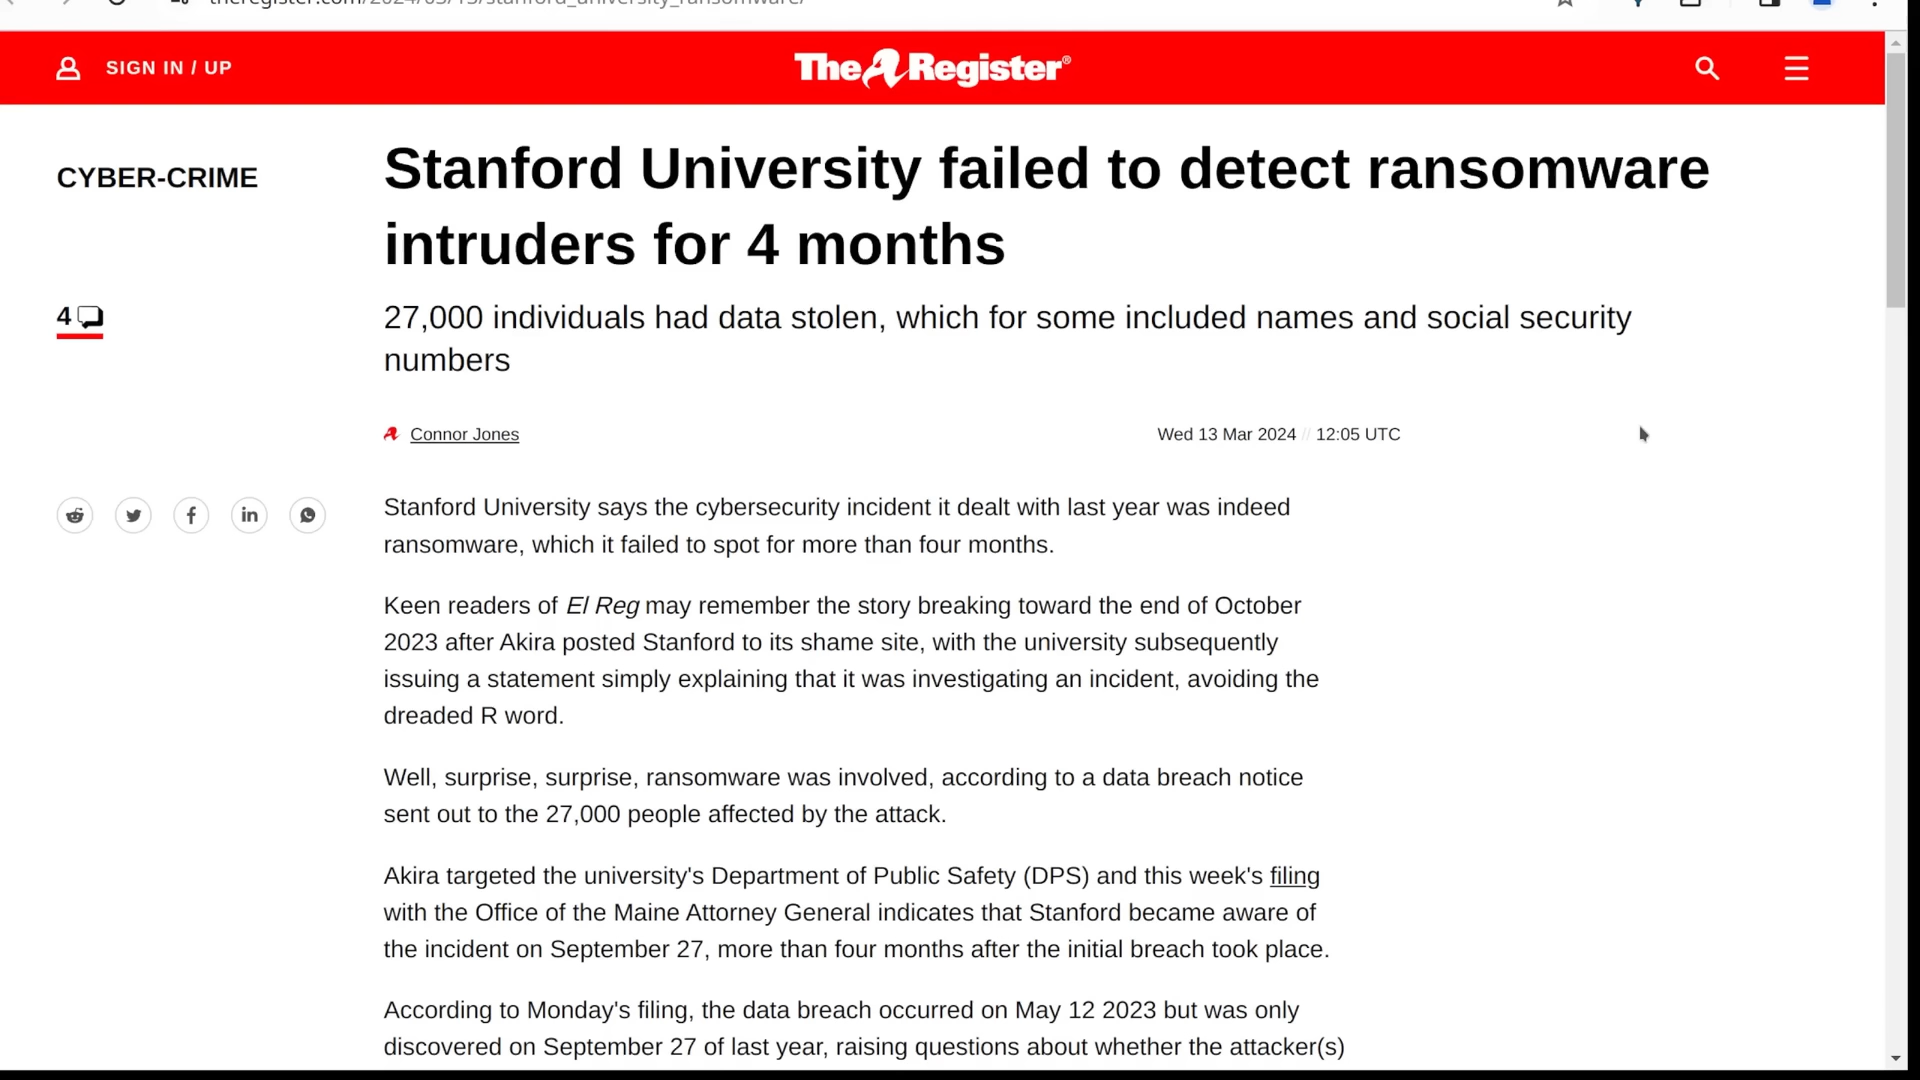 theregister.com/2024/03/13/stanford_university_ransomware/
SIGN IN / UP
The Register®
CYBER-CRIME
Stanford University failed to detect ransomware
intruders for 4 months
4
27,000 individuals had data stolen, which for some included names and social security
numbers
Connor Jones
Wed 13 Mar 2024 // 12:05 UTC
Stanford University says the cybersecurity incident it dealt with last year was indeed
ransomware, which it failed to spot for more than four months.
Keen readers of El Reg may remember the story breaking toward the end of October
2023 after Akira posted Stanford to its shame site, with the university subsequently
issuing a statement simply explaining that it was investigating an incident, avoiding the
dreaded R word.
Well, surprise, surprise, ransomware was involved, according to a data breach notice
sent out to the 27,000 people affected by the attack.
Akira targeted the university's Department of Public Safety (DPS) and this week's filing
with the Office of the Maine Attorney General indicates that Stanford became aware of
the incident on September 27, more than four months after the initial breach took place.
According to Monday's filing, the data breach occurred on May 12 2023 but was only
discovered on September 27 of last year, raising questions about whether the attacker(s)